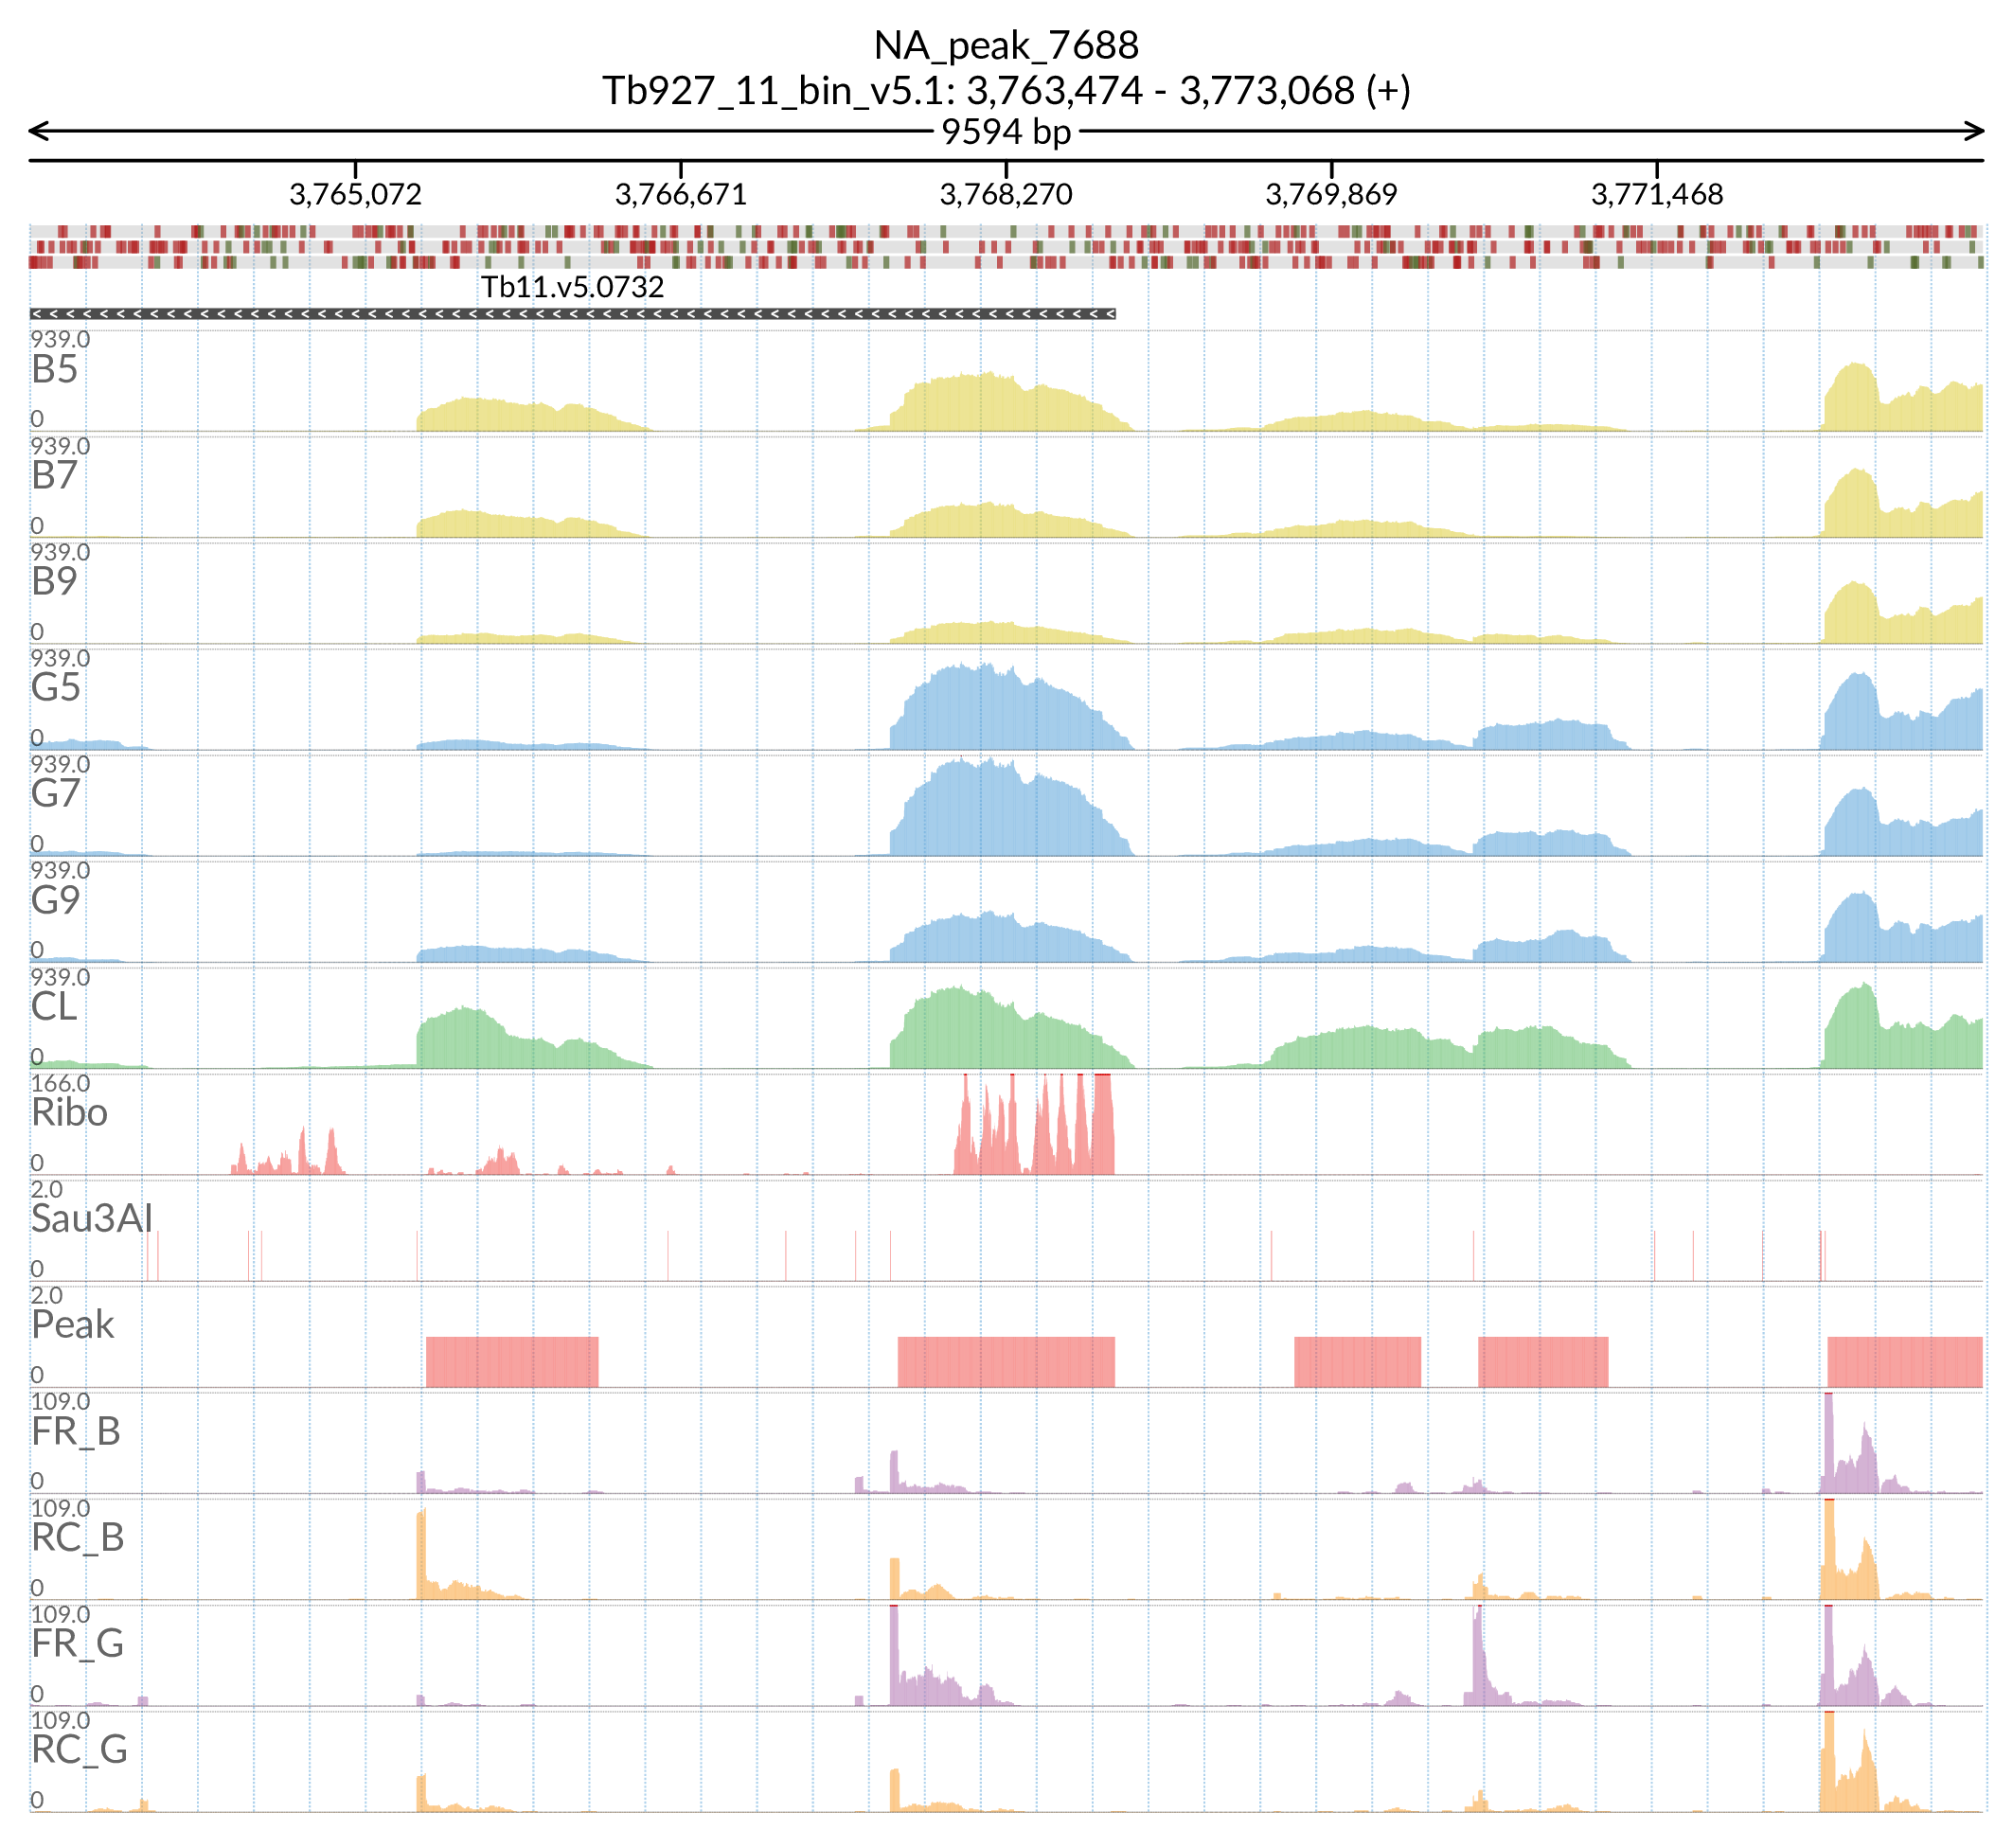 NA_peak_7688
Tb927_11_bin_v5.1: 3,763,474 - 3,773,068 (+)
9594 bp
3,765,072 3,766,671 3,768,270 3,769,869 3,771,468
Tb11.v5.0732
939.0
B5
0
939.0
B7
0
939.0
B9
0
939.0
G5
0
939.0
G7
0
939.0
G9
0
939.0
CL
0
166.0
Ribo
0
2.0
Sau3AI
0
2.0
Peak
0
109.0
FR_B
0
109.0
RC_B
0
109.0
FR_G
0
109.0
RC_G
0